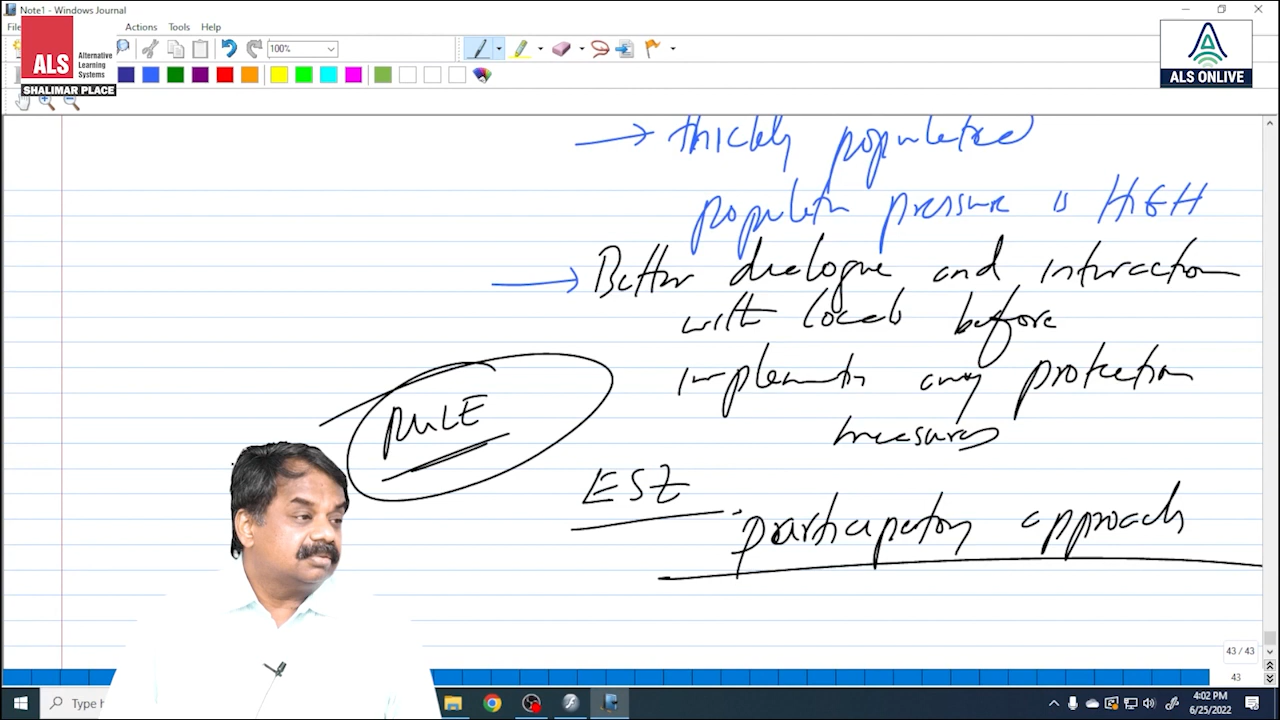 Note1 - Windows Journal
Actions Tools Help
ALS
Alternative
Learning
Systems
SHALIMAR PLACE
100%
ALS ONLIVE
→ thickly populated
population pressure is HIGH
→ Better dialogue and interaction
with locals before
implementing any protection
measures
RULE
ESZ
participatory approach
43 / 43
43
Type h
4:02 PM
6/25/2022